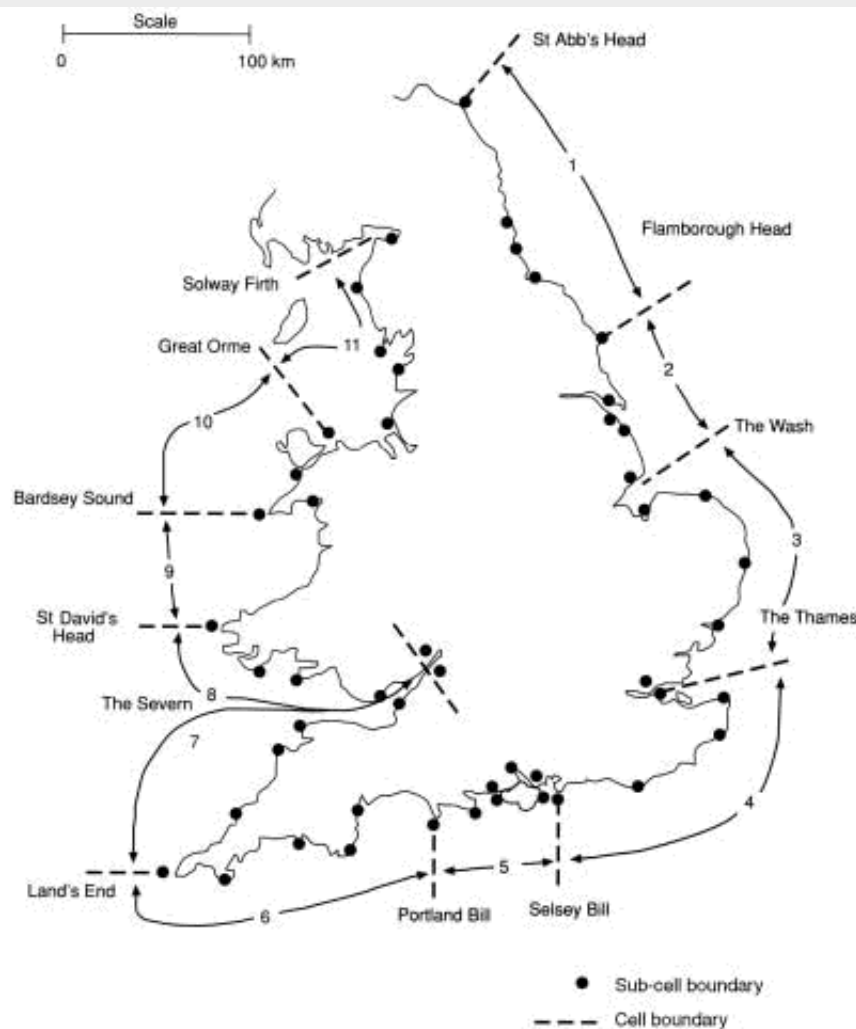 Scale
0 100 km
St Abb's Head
1
Flamborough Head
Solway Firth
Great Orme
11
2
10
The Wash
Bardsey Sound
3
9
St David's
Head
The Thames
8
The Severn
7
4
5
Land's End
6
Portland Bill
Selsey Bill
Sub-cell boundary
Cell boundary